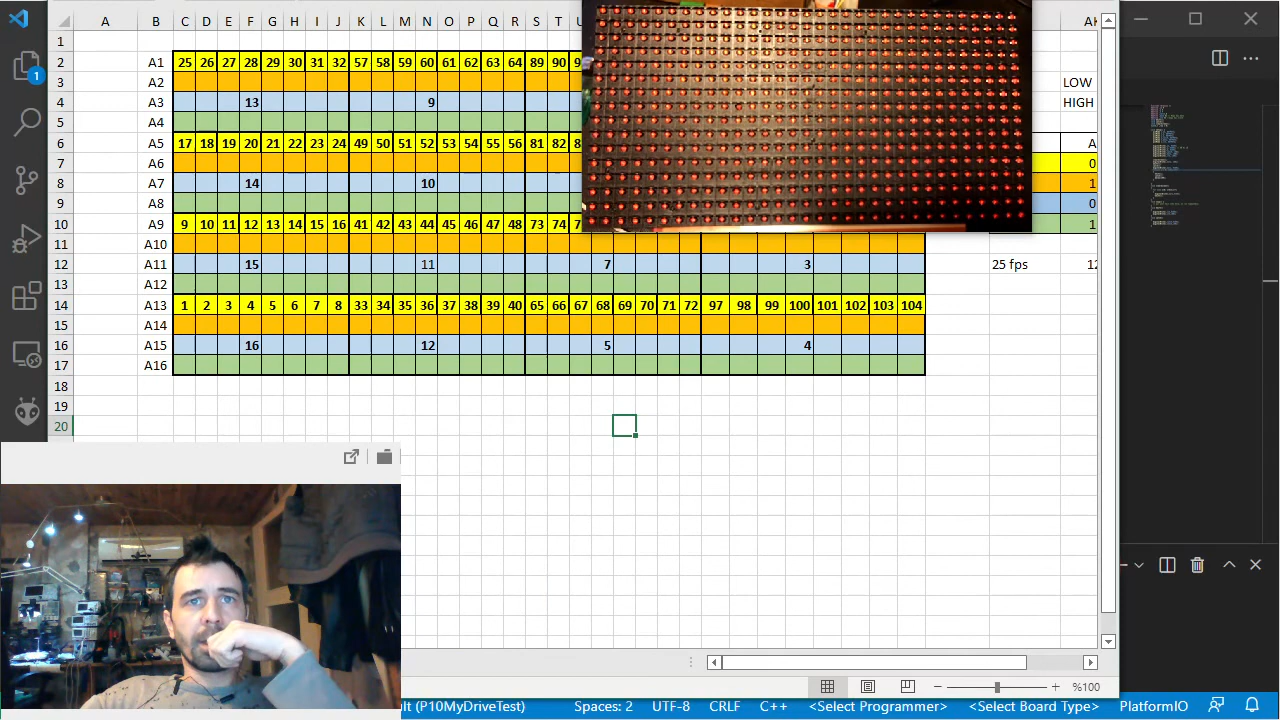 A B C D E F G H I J K L M N O P Q R S T U
1
2 A1 25 26 27 28 29 30 31 32 57 58 59 60 61 62 63 64 89 90
3 A2 LOW
4 A3 13 9 HIGH
5 A4
6 A5 17 18 19 20 21 22 23 24 49 50 51 52 53 54 55 56 81 82 A
7 A6 0
8 A7 14 10 1
9 A8 0
10 A9 9 10 11 12 13 14 15 16 41 42 43 44 45 46 47 48 73 74 1
11 A10
12 A11 15 11 7 3 25 fps 12
13 A12
14 A13 1 2 3 4 5 6 7 8 33 34 35 36 37 38 39 40 65 66 67 68 69 70 71 72 97 98 99 100 101 102 103 104
15 A14
16 A15 16 12 5 4
17 A16
18
19
20
1
%100
ult (P10MyDriveTest) Spaces: 2 UTF-8 CRLF C++ <Select Programmer> <Select Board Type> PlatformIO